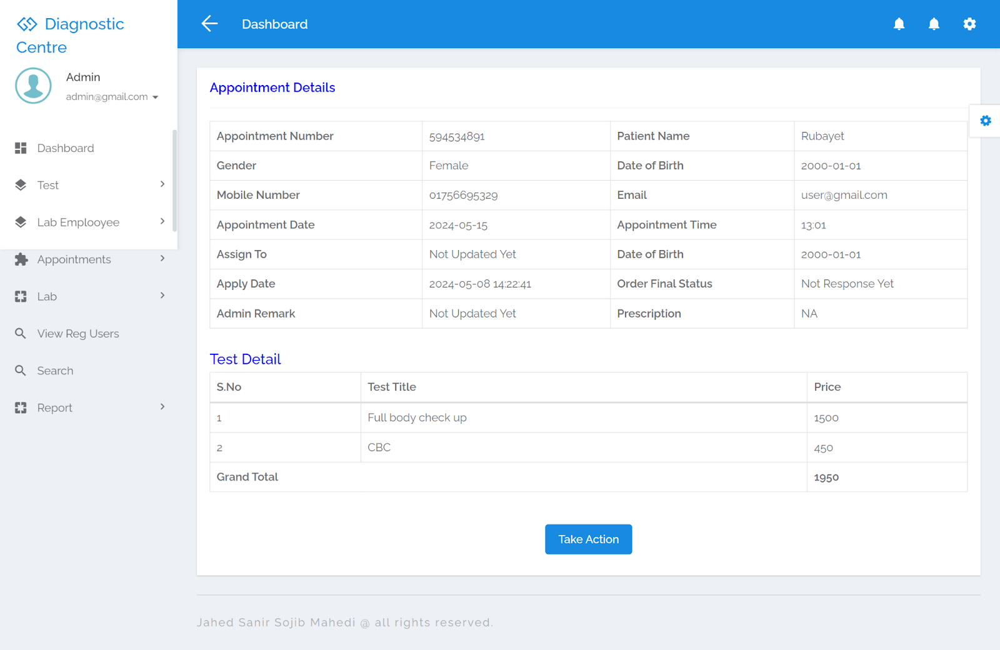 Diagnostic
Centre
Admin
admin@gmail.com
Dashboard
Test
Lab Emplooyee
Appointments
Lab
View Reg Users
Search
Report
Dashboard
Appointment Details
Appointment Number 594534891 Patient Name Rubayet
Gender Female Date of Birth 2000-01-01
Mobile Number 01756695329 Email user@gmail.com
Appointment Date 2024-05-15 Appointment Time 13:01
Assign To Not Updated Yet Date of Birth 2000-01-01
Apply Date 2024-05-08 14:22:41 Order Final Status Not Response Yet
Admin Remark Not Updated Yet Prescription NA
Test Detail
S.No Test Title Price
1 Full body check up 1500
2 CBC 450
Grand Total 1950
Take Action
Jahed Sanir Sojib Mahedi @ all rights reserved.